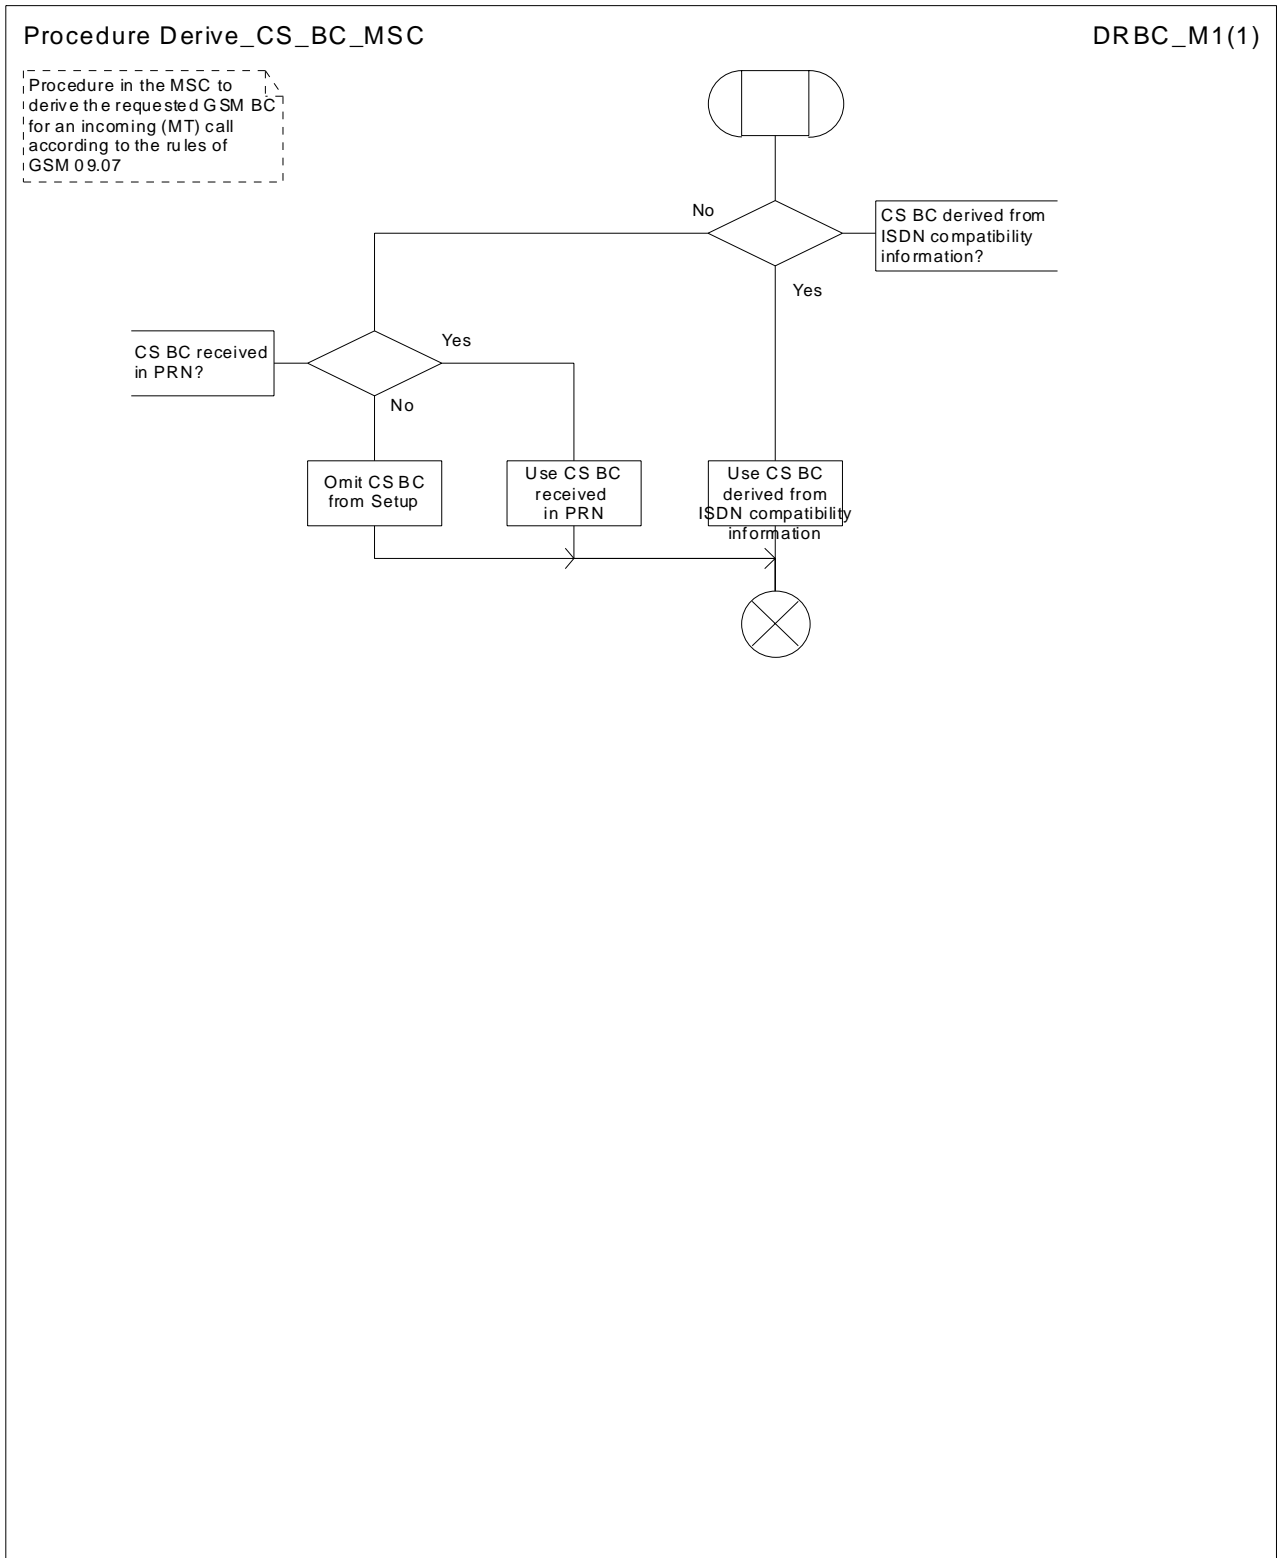 Procedure Derive_CS_BC_MSC
DRBC_M1(1)
Procedure in the MSC to
derive the requested GSM BC
for an incoming (MT) call
according to the rules of
GSM 09.07
No
CS BC derived from
ISDN compatibility
information?
Yes
CS BC received
in PRN?
Yes
No
Omit CS BC
from Setup
Use CS BC
received
in PRN
Use CS BC
derived from
ISDN compatibility
information